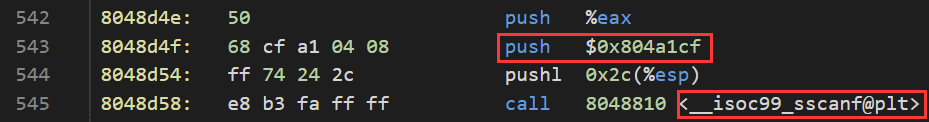 542 8048d4e: 50 push %eax
543 8048d4f: 68 cf a1 04 08 push $0x804a1cf
544 8048d54: ff 74 24 2c pushl 0x2c(%esp)
545 8048d58: e8 b3 fa ff ff call 8048810 <__isoc99_sscanf@plt>